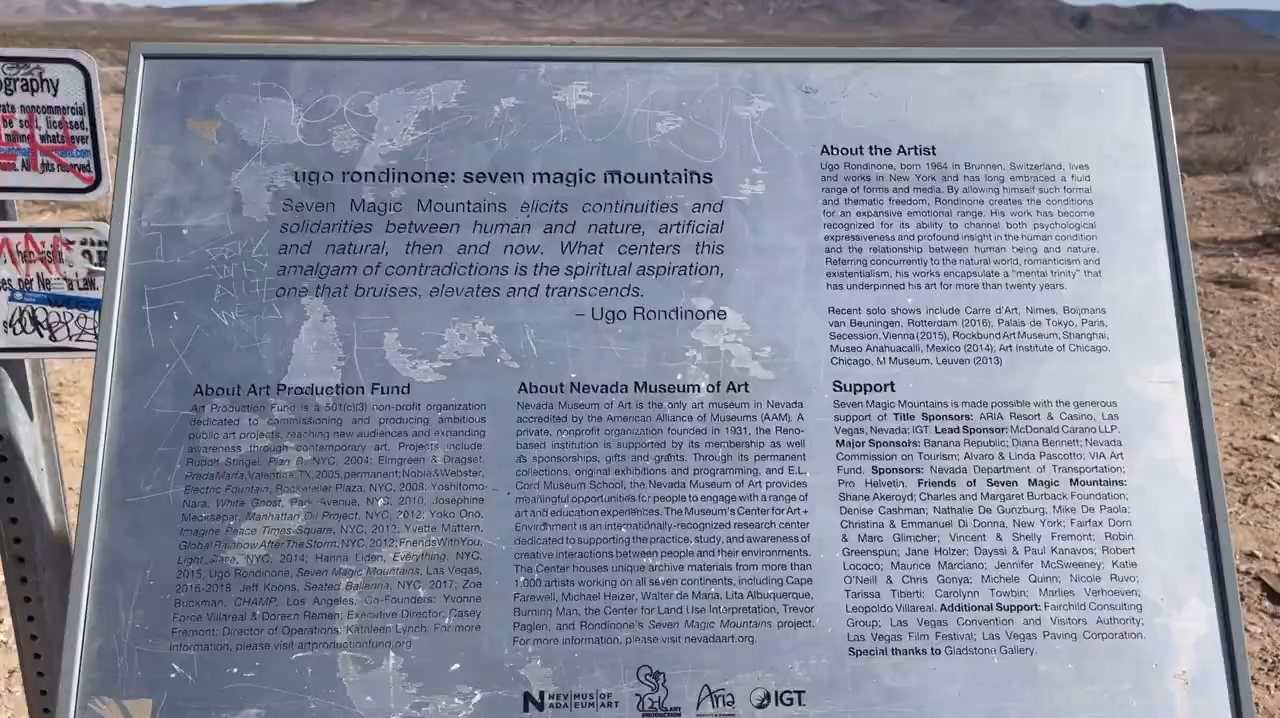 ography
ate noncommercial
be sold, licensed,
manner whats ever
All rights reserved.
es per Nevada Law.
ugo rondinone: seven magic mountains
Seven Magic Mountains elicits continuities and
solidarities between human and nature, artificial
and natural, then and now. What centers this
amalgam of contradictions is the spiritual aspiration,
one that bruises, elevates and transcends.
– Ugo Rondinone
About Art Production Fund
Art Production Fund is a 501(c)(3) non-profit organization
dedicated to commissioning and producing ambitious
public art projects, reaching new audiences and expanding
awareness through contemporary art. Projects include:
Rudolf Stingel, Plan B, NYC, 2004; Elmgreen & Dragset,
Prada Marfa, Valentine, TX, 2005, permanent; Noble & Webster,
Electric Fountain, Rockefeller Plaza, NYC, 2008, Yoshitomo
Nara, White Ghost, Park Avenue, NYC, 2010, Josephine
Meckseper, Manhattan Oil Project, NYC, 2012; Yoko Ono,
Imagine Peace Times Square, NYC, 2012; Yvette Mattern,
Global Rainbow After The Storm, NYC, 2012; FriendsWithYou,
Light Cave, NYC, 2014; Hanna Liden, Everything, NYC,
2015, Ugo Rondinone, Seven Magic Mountains, Las Vegas,
2016-2018 Jeff Koons, Seated Ballerina, NYC, 2017; Zoe
Buckman, CHAMP, Los Angeles, Co-Founders: Yvonne
Force Villareal & Doreen Remen; Executive Director; Casey
Fremont; Director of Operations, Kathleen Lynch. For more
information, please visit artproductionfund.org
About Nevada Museum of Art
Nevada Museum of Art is the only art museum in Nevada
accredited by the American Alliance of Museums (AAM). A
private, nonprofit organization founded in 1931, the Reno-
based institution is supported by its membership as well
as sponsorships, gifts and grants. Through its permanent
collections, original exhibitions and programming, and E.L.
Cord Museum School, the Nevada Museum of Art provides
meaningful opportunities for people to engage with a range of
art and education experiences. The Museum's Center for Art +
Environment is an internationally-recognized research center
dedicated to supporting the practice, study, and awareness of
creative interactions between people and their environments.
The Center houses unique archive materials from more than
1,000 artists working on all seven continents, including Cape
Farewell, Michael Heizer, Walter de Maria, Lita Albuquerque,
Burning Man, the Center for Land Use Interpretation, Trevor
Paglen, and Rondinone's Seven Magic Mountains project.
For more information, please visit nevadaart.org.
About the Artist
Ugo Rondinone, born 1964 in Brunnen, Switzerland, lives
and works in New York and has long embraced a fluid
range of forms and media. By allowing himself such formal
and thematic freedom, Rondinone creates the conditions
for an expansive emotional range. His work has become
recognized for its ability to channel both psychological
expressiveness and profound insight in the human condition
and the relationship between human being and nature.
Referring concurrently to the natural world, romanticism and
existentialism, his works encapsulate a "mental trinity" that
has underpinned his art for more than twenty years.
Recent solo shows include Carre d'Art, Nimes, Boijmans
van Beuningen, Rotterdam (2016); Palais de Tokyo, Paris,
Secession, Vienna (2015), Rockbund Art Museum, Shanghai,
Museo Anahuacalli, Mexico (2014); Art Institute of Chicago,
Chicago, M Museum, Leuven (2013)
Support
Seven Magic Mountains is made possible with the generous
support of Title Sponsors: ARIA Resort & Casino, Las
Vegas, Nevada; IGT. Lead Sponsor: McDonald Carano LLP.
Major Sponsors: Banana Republic; Diana Bennett; Nevada
Commission on Tourism; Alvaro & Linda Pascotto; VIA Art
Fund. Sponsors: Nevada Department of Transportation;
Pro Helvetin. Friends of Seven Magic Mountains:
Shane Akeroyd; Charles and Margaret Burback Foundation;
Denise Cashman; Nathalie De Gunzburg, Mike De Paola;
Christina & Emmanuel Di Donna, New York; Fairfax Dorn
& Marc Glimcher; Vincent & Shelly Fremont; Robin
Greenspun; Jane Holzer; Dayssi & Paul Kanavos; Robert
Lococo; Maurice Marciano; Jennifer McSweeney; Katie
O'Neill & Chris Gonya; Michele Quinn; Nicole Ruvo;
Tarissa Tiberti; Carolynn Towbin; Marlies Verhoeven;
Leopoldo Villareal. Additional Support: Fairchild Consulting
Group; Las Vegas Convention and Visitors Authority;
Las Vegas Film Festival; Las Vegas Paving Corporation.
Special thanks to Gladstone Gallery.
N NEV|MUS|OF
ADA|EUM|ART
ART
PRODUCTION
Aria
IGT